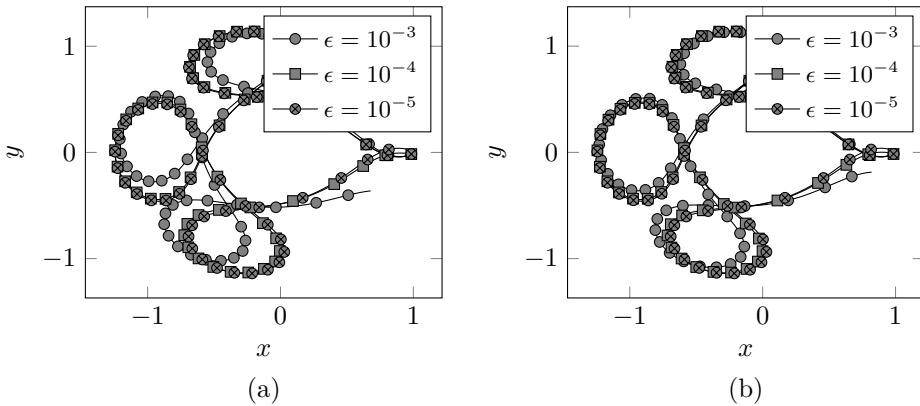 1
0
−1
y
−1
0
1
x
ϵ = 10⁻³
ϵ = 10⁻⁴
ϵ = 10⁻⁵
(a)
1
0
−1
y
−1
0
1
x
ϵ = 10⁻³
ϵ = 10⁻⁴
ϵ = 10⁻⁵
(b)